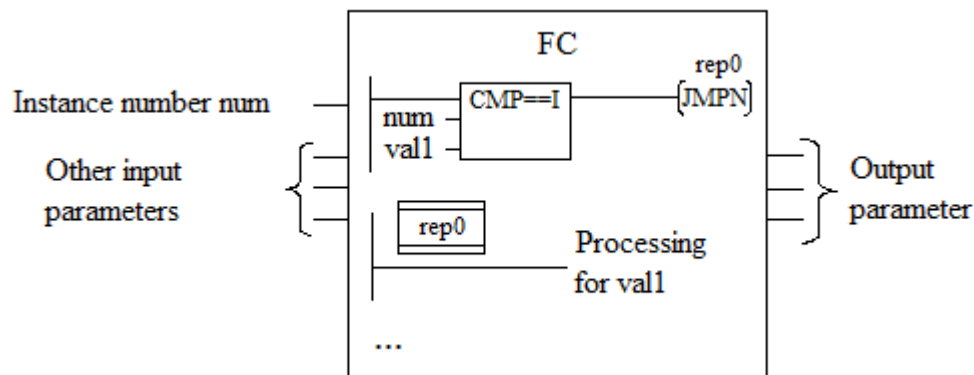 FC
rep0
Instance number num
CMP==I
JMPN
num
val1
Other input
parameters
Output
parameter
rep0
Processing
for val1
...